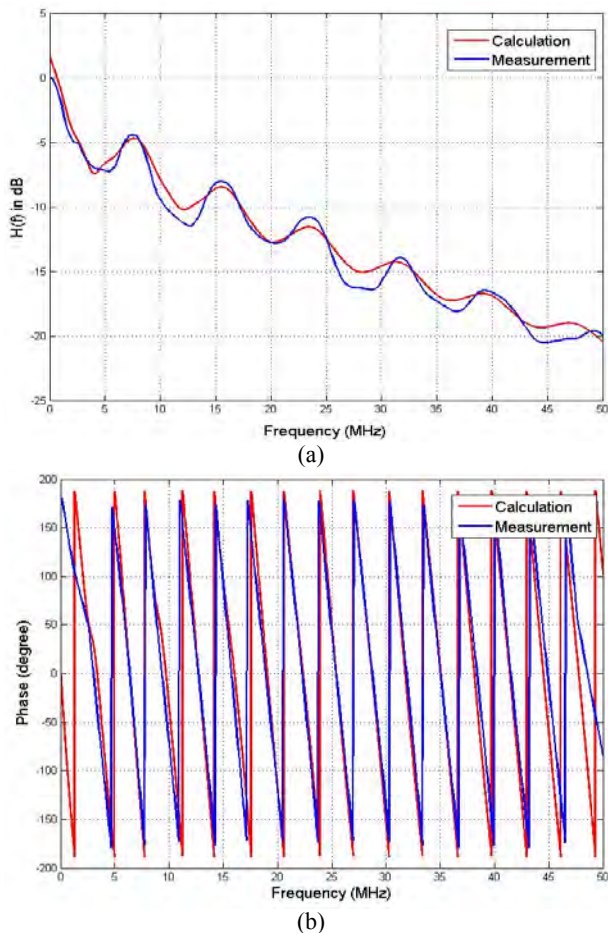 5
0
-5
-10
-15
-20
-25
H(f) in dB
Calculation
Measurement
0 5 10 15 20 25 30 35 40 45 50
Frequency (MHz)
(a)
200
150
100
50
0
-50
-100
-150
-200
Phase (degree)
Calculation
Measurement
0 5 10 15 20 25 30 35 40 45 50
Frequency (MHz)
(b)